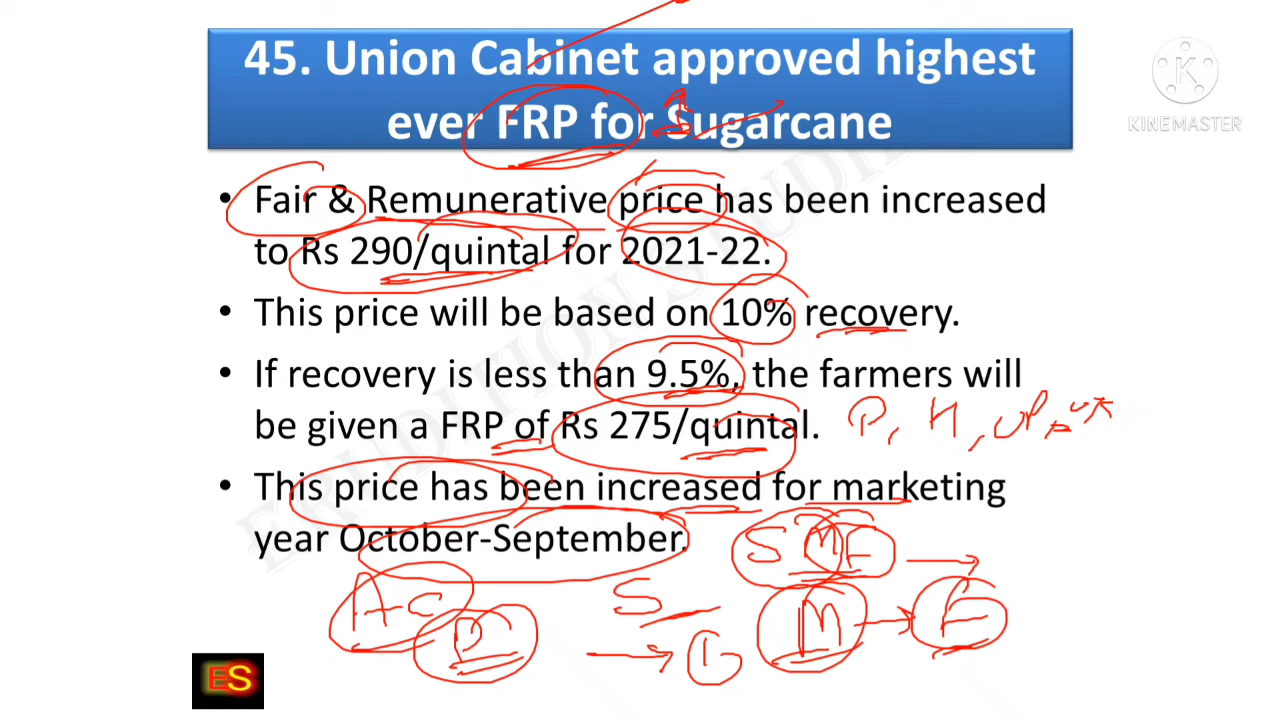 45. Union Cabinet approved highest
ever FRP for Sugarcane
KINEMASTER
• Fair & Remunerative price has been increased
to Rs 290/quintal for 2021-22.
• This price will be based on 10% recovery.
• If recovery is less than 9.5%, the farmers will
be given a FRP of Rs 275/quintal.
P, H, UP, UK
• This price has been increased for marketing
year October-September.
ES